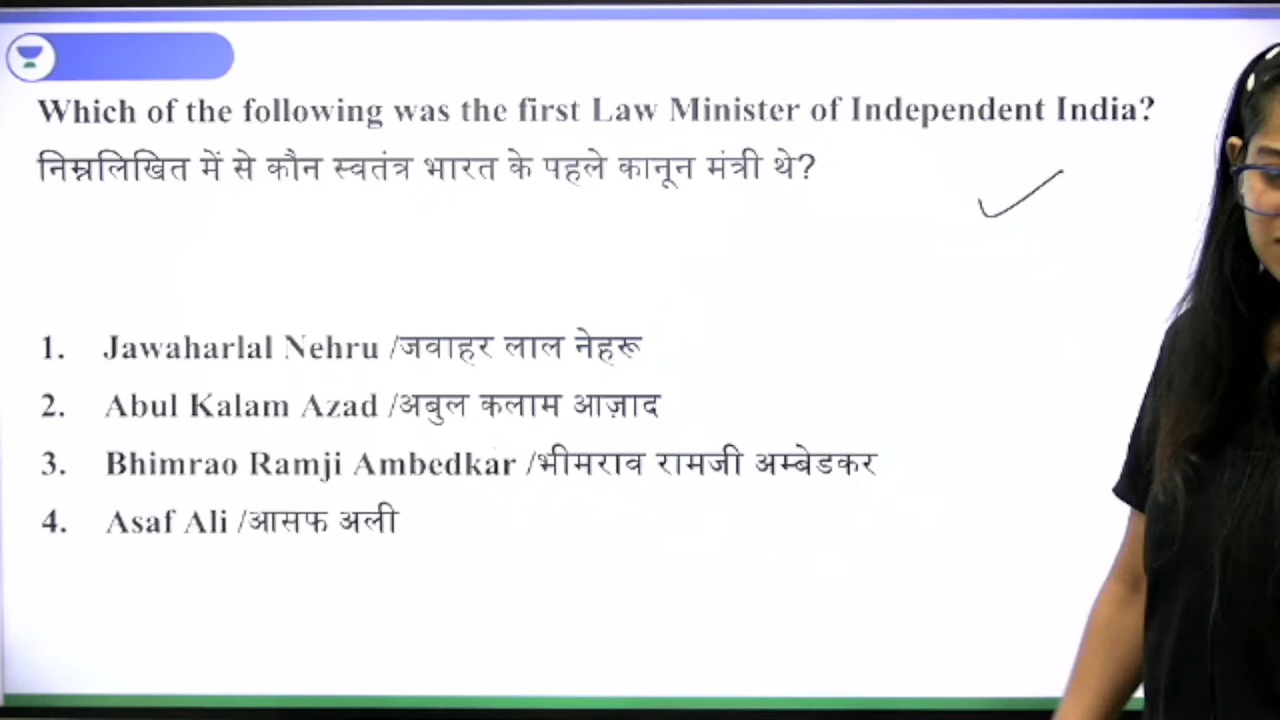 Which of the following was the first Law Minister of Independent India?
निम्नलिखित में से कौन स्वतंत्र भारत के पहले कानून मंत्री थे?
1. Jawaharlal Nehru /जवाहर लाल नेहरू
2. Abul Kalam Azad /अबुल कलाम आज़ाद
3. Bhimrao Ramji Ambedkar /भीमराव रामजी अम्बेडकर
4. Asaf Ali /आसफ अली